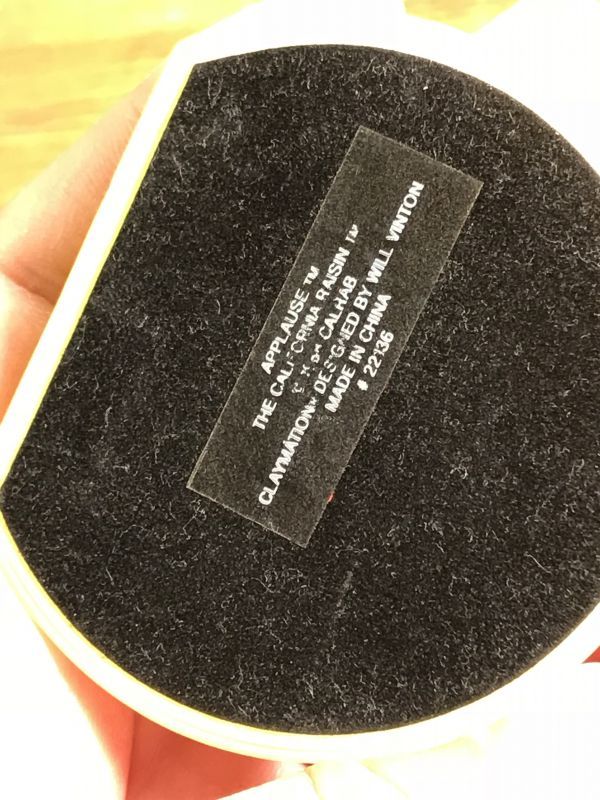 APPLAUSE ™
THE CALIFORNIA RAISIN ™
CALRAB
CLAYMATION® DESIGNED BY WILL VINTON
MADE IN CHINA
# 22136